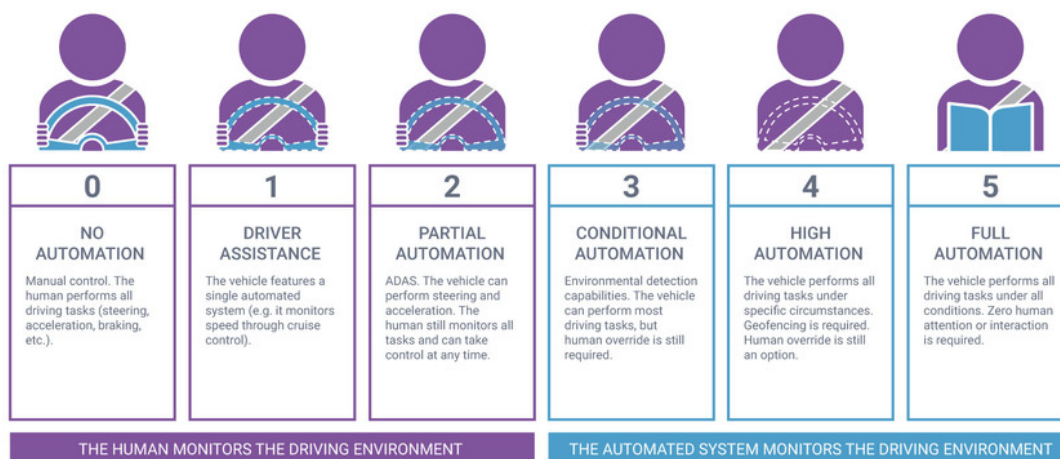 0
NO
AUTOMATION
Manual control. The
human performs all
driving tasks (steering,
acceleration, braking,
etc.).
1
DRIVER
ASSISTANCE
The vehicle features a
single automated
system (e.g. it monitors
speed through cruise
control).
2
PARTIAL
AUTOMATION
ADAS. The vehicle can
perform steering and
acceleration. The
human still monitors all
tasks and can take
control at any time.
3
CONDITIONAL
AUTOMATION
Environmental detection
capabilities. The vehicle
can perform most
driving tasks, but
human override is still
required.
4
HIGH
AUTOMATION
The vehicle performs all
driving tasks under
specific circumstances.
Geofencing is required.
Human override is still
an option.
5
FULL
AUTOMATION
The vehicle performs all
driving tasks under all
conditions. Zero human
attention or interaction
is required.
THE HUMAN MONITORS THE DRIVING ENVIRONMENT
THE AUTOMATED SYSTEM MONITORS THE DRIVING ENVIRONMENT